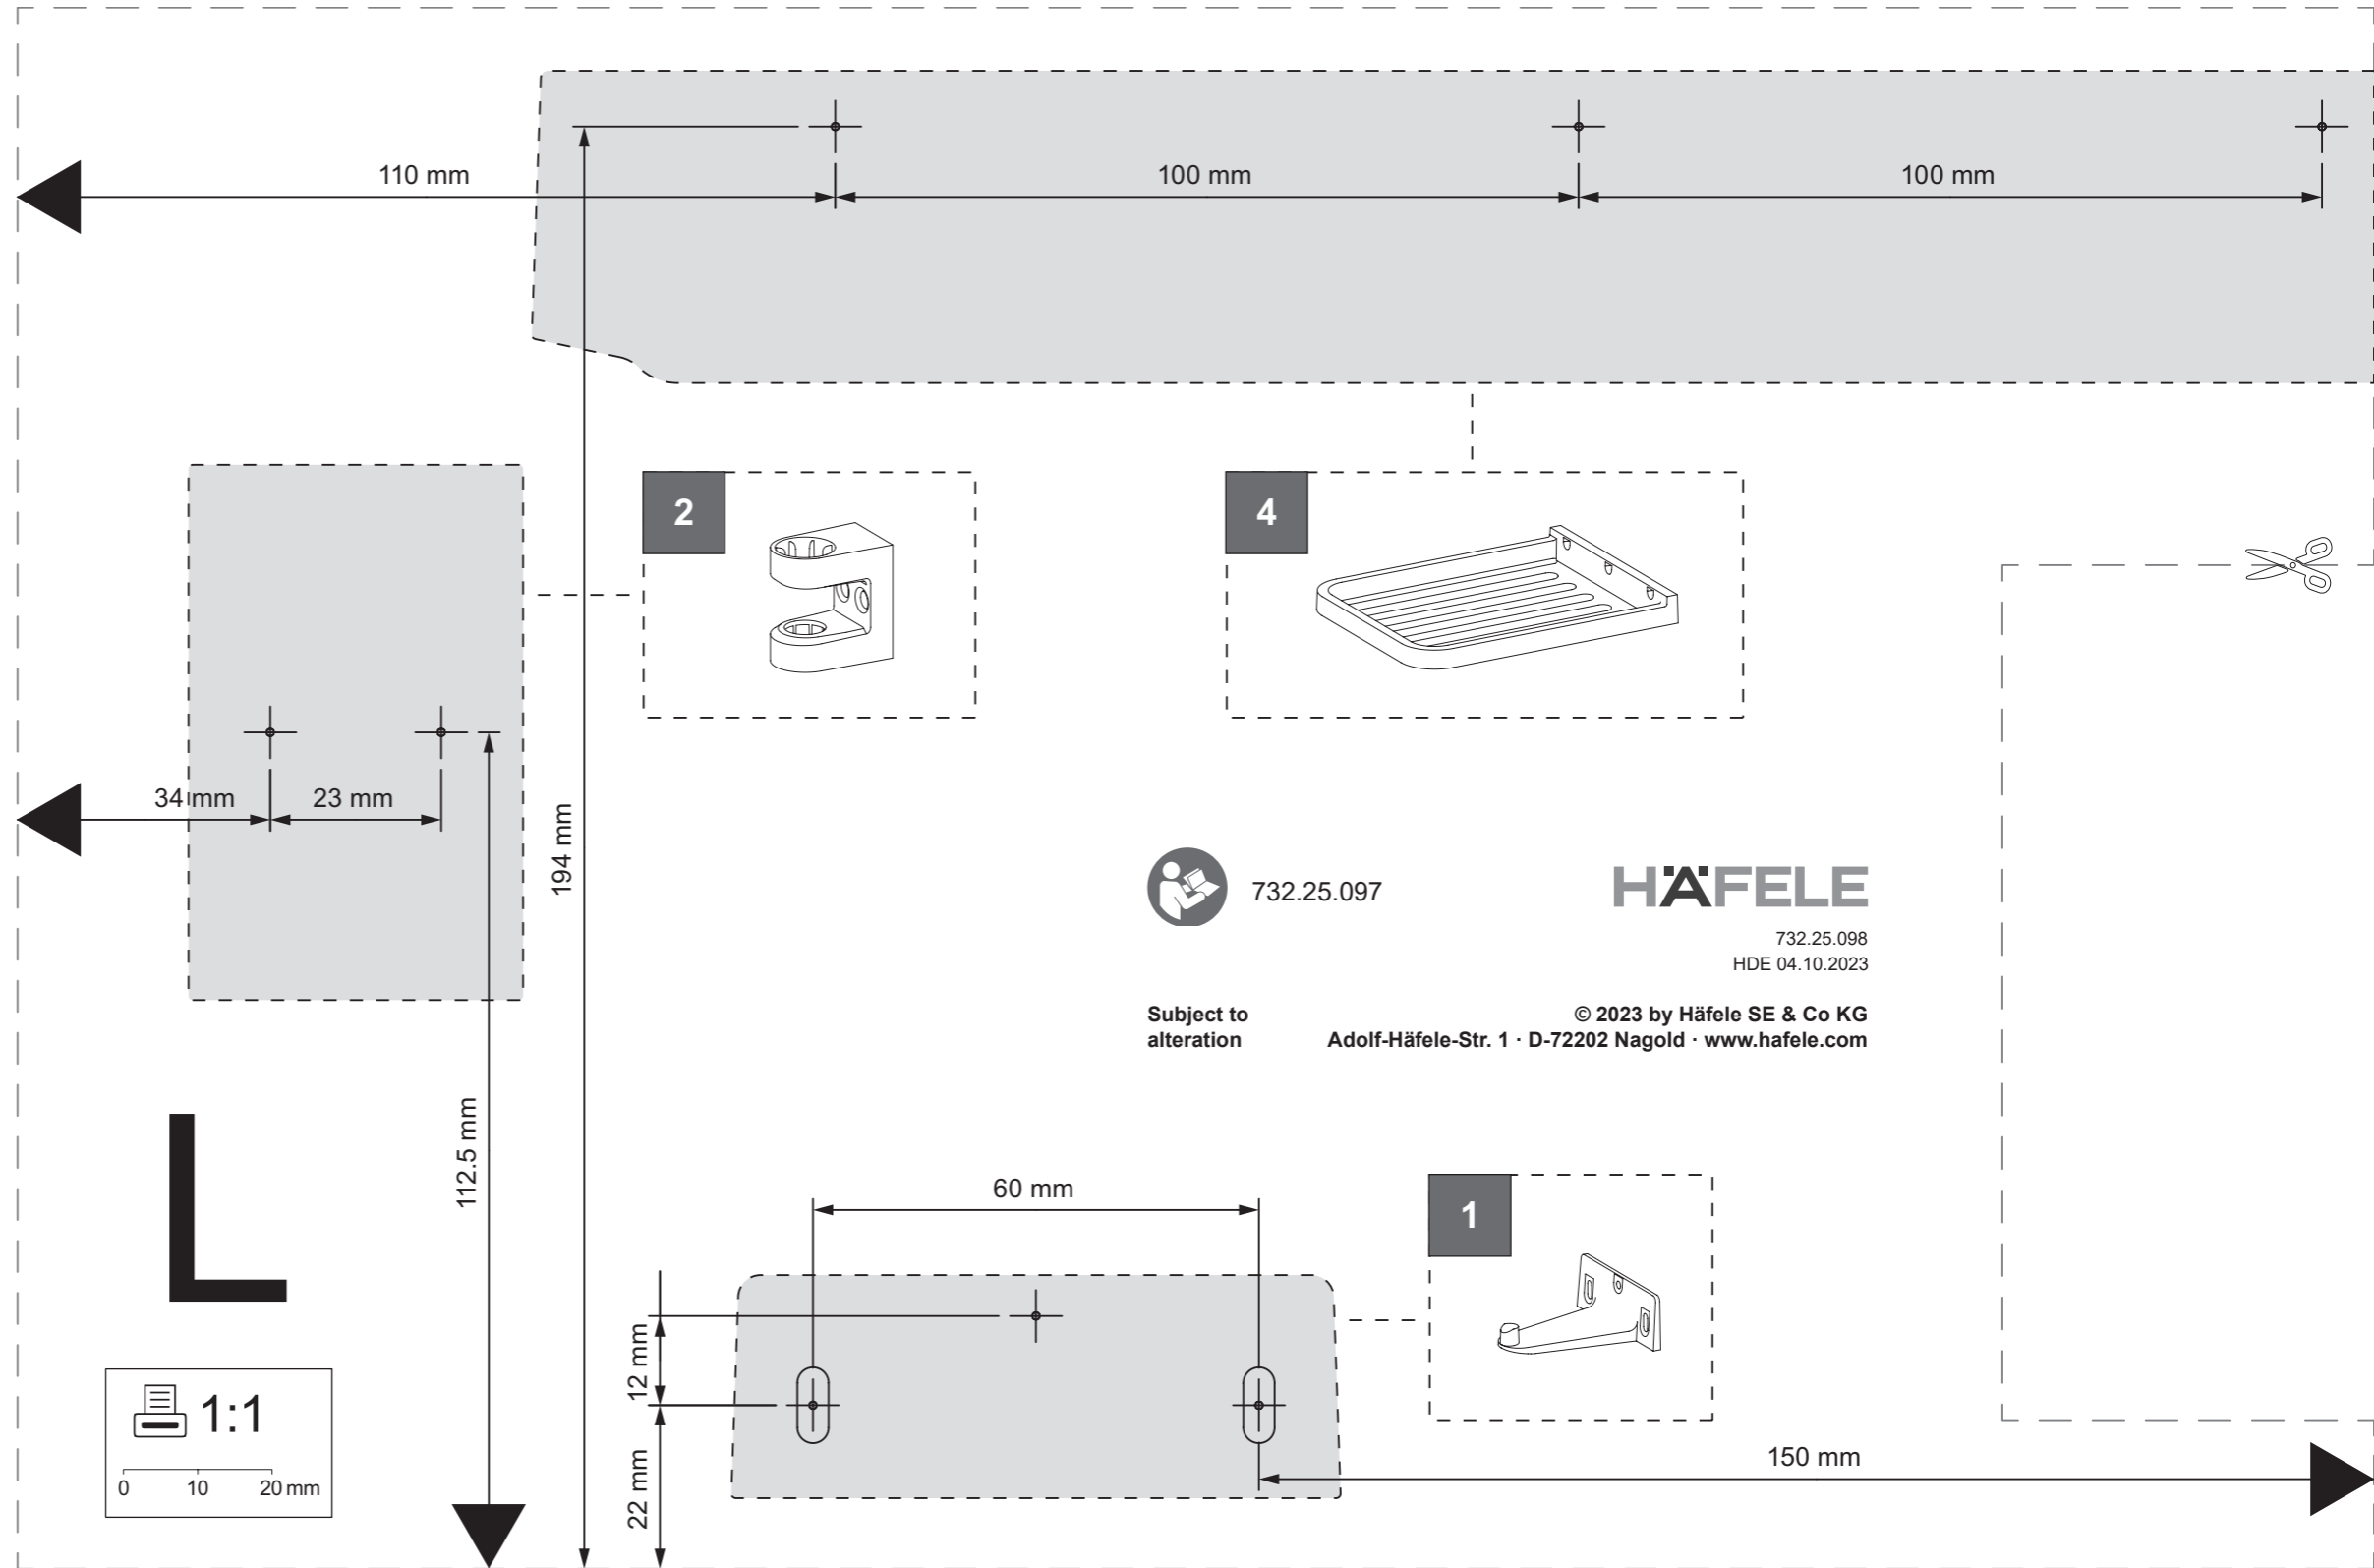 110 mm
100 mm
100 mm
2
4
34 mm
23 mm
194 mm
732.25.097
HÄFELE
732.25.098
HDE 04.10.2023
Subject to
alteration
© 2023 by Häfele SE & Co KG
Adolf-Häfele-Str. 1 · D-72202 Nagold · www.hafele.com
112.5 mm
L
60 mm
1
12 mm
22 mm
150 mm
1:1
0 10 20 mm